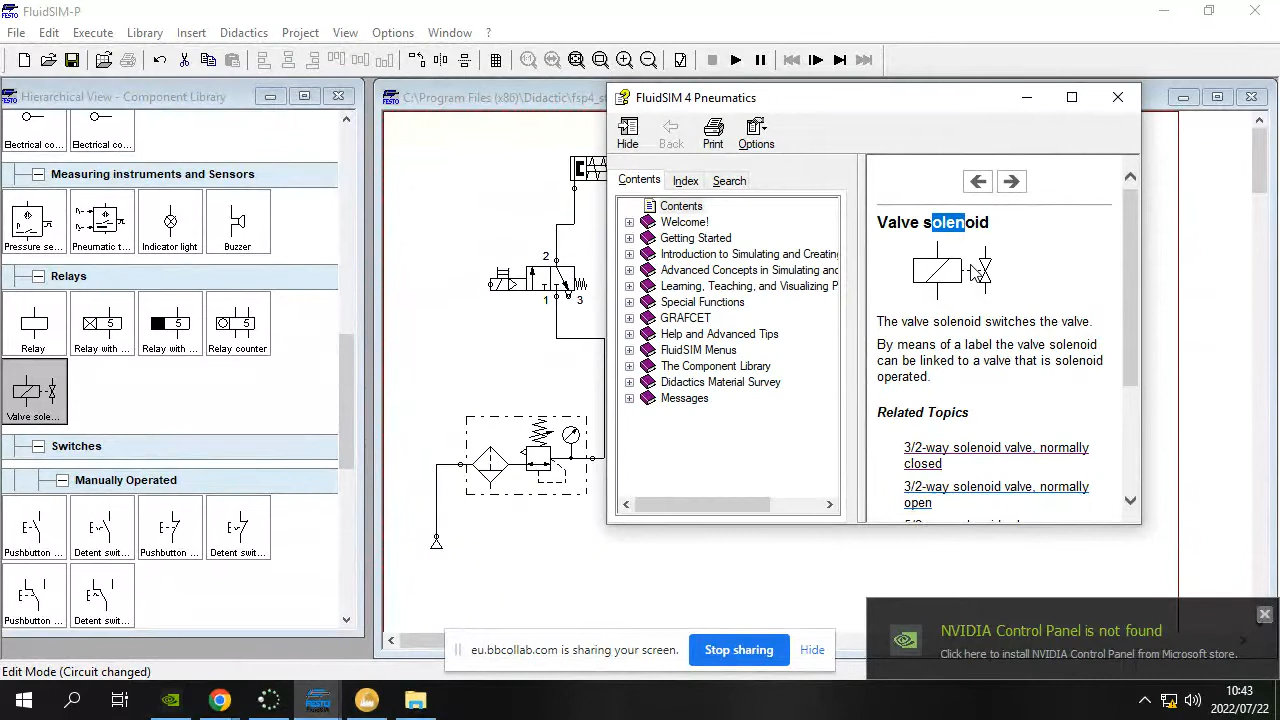 FluidSIM-P
FESTO
File Edit Execute Library Insert Didactics Project View Options Window ?
FESTO Hierarchical View - Component Library
Electrical co... Electrical co...
Measuring instruments and Sensors
Pressure se... Pneumatic t... Indicator light Buzzer
Relays
5 5 5
Relay Relay with ... Relay with ... Relay counter
Valve sole...
Switches
Manually Operated
Pushbutton ... Detent swit... Pushbutton ... Detent swit...
Pushbutton ... Detent swit...
FESTO C:\Program Files (x86)\Didactic\fsp4_s
2
1 3
FluidSIM 4 Pneumatics
Hide Back Print Options
Contents Index Search
Contents
Welcome!
Getting Started
Introduction to Simulating and Creating
Advanced Concepts in Simulating and
Learning, Teaching, and Visualizing P
Special Functions
GRAFCET
Help and Advanced Tips
FluidSIM Menus
The Component Library
Didactics Material Survey
Messages
Valve solenoid
The valve solenoid switches the valve.
By means of a label the valve solenoid
can be linked to a valve that is solenoid
operated.
Related Topics
3/2-way solenoid valve, normally
closed
3/2-way solenoid valve, normally
open
NVIDIA Control Panel is not found
Click here to install NVIDIA Control Panel from Microsoft store.
eu.bbcollab.com is sharing your screen. Stop sharing Hide
Edit Mode (Circuit changed)
FESTO
10:43
2022/07/22